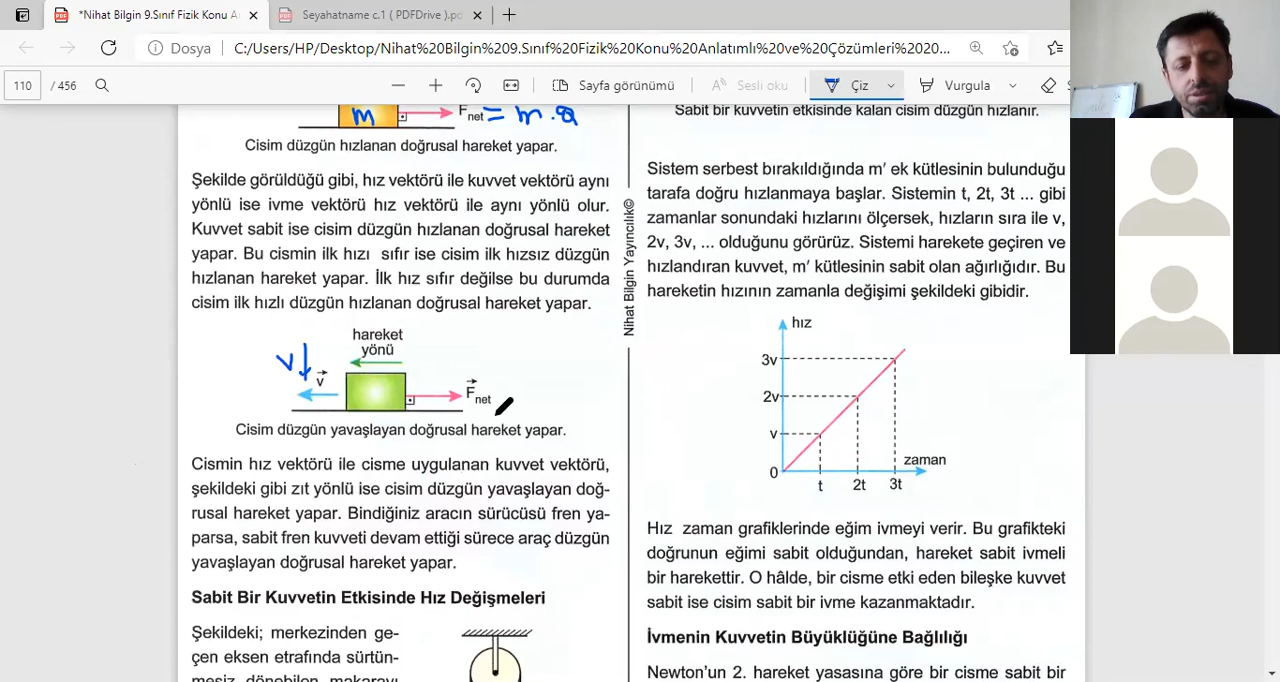 *Nihat Bilgin 9.Sınıf Fizik Konu A
Seyahatname c.1 ( PDFDrive ).pd
Dosya
C:/Users/HP/Desktop/Nihat%20Bilgin%209.Sınıf%20Fizik%20Konu%20Anlatımlı%20ve%20Çözümleri%2020...
110 / 456
Sayfa görünümü
Sesli oku
Çiz
Vurgula
m
F net = m.a
Cisim düzgün hızlanan doğrusal hareket yapar.
Şekilde görüldüğü gibi, hız vektörü ile kuvvet vektörü aynı
yönlü ise ivme vektörü hız vektörü ile aynı yönlü olur.
Kuvvet sabit ise cisim düzgün hızlanan doğrusal hareket
yapar. Bu cismin ilk hızı sıfır ise cisim ilk hızsız düzgün
hızlanan hareket yapar. İlk hız sıfır değilse bu durumda
cisim ilk hızlı düzgün hızlanan doğrusal hareket yapar.
hareket
yönü
v↓
v
F net
Cisim düzgün yavaşlayan doğrusal hareket yapar.
Cismin hız vektörü ile cisme uygulanan kuvvet vektörü,
şekildeki gibi zıt yönlü ise cisim düzgün yavaşlayan doğ-
rusal hareket yapar. Bindiğiniz aracın sürücüsü fren ya-
parsa, sabit fren kuvveti devam ettiği sürece araç düzgün
yavaşlayan doğrusal hareket yapar.
Sabit Bir Kuvvetin Etkisinde Hız Değişmeleri
Şekildeki; merkezinden ge-
çen eksen etrafında sürtün-
mesiz dönebilen makarayı
Nihat Bilgin Yayıncılık©
Sabit bir kuvvetin etkisinde kalan cisim düzgün hızlanır.
Sistem serbest bırakıldığında m' ek kütlesinin bulunduğu
tarafa doğru hızlanmaya başlar. Sistemin t, 2t, 3t ... gibi
zamanlar sonundaki hızlarını ölçersek, hızların sıra ile v,
2v, 3v, ... olduğunu görürüz. Sistemi harekete geçiren ve
hızlandıran kuvvet, m' kütlesinin sabit olan ağırlığıdır. Bu
hareketin hızının zamanla değişimi şekildeki gibidir.
hız
3v
2v
v
0
zaman
t 2t 3t
Hız zaman grafiklerinde eğim ivmeyi verir. Bu grafikteki
doğrunun eğimi sabit olduğundan, hareket sabit ivmeli
bir harekettir. O hâlde, bir cisme etki eden bileşke kuvvet
sabit ise cisim sabit bir ivme kazanmaktadır.
İvmenin Kuvvetin Büyüklüğüne Bağlılığı
Newton'un 2. hareket yasasına göre bir cisme sabit bir